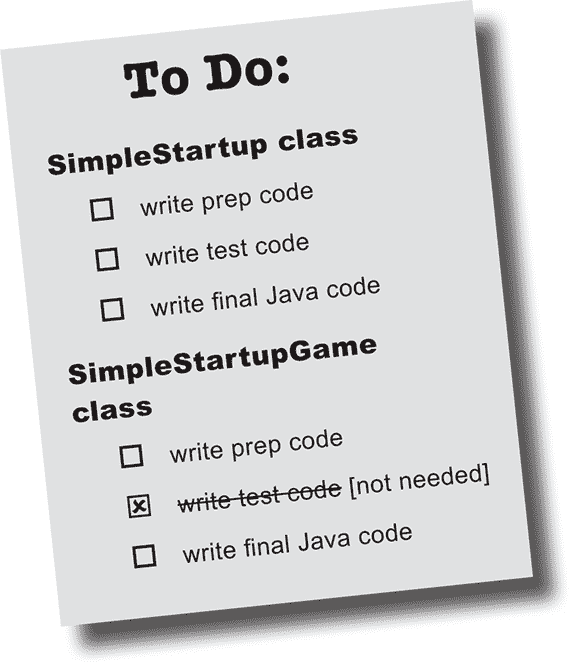 To Do:
SimpleStartup class
write prep code
write test code
write final Java code
SimpleStartupGame
class
write prep code
write test code [not needed]
write final Java code